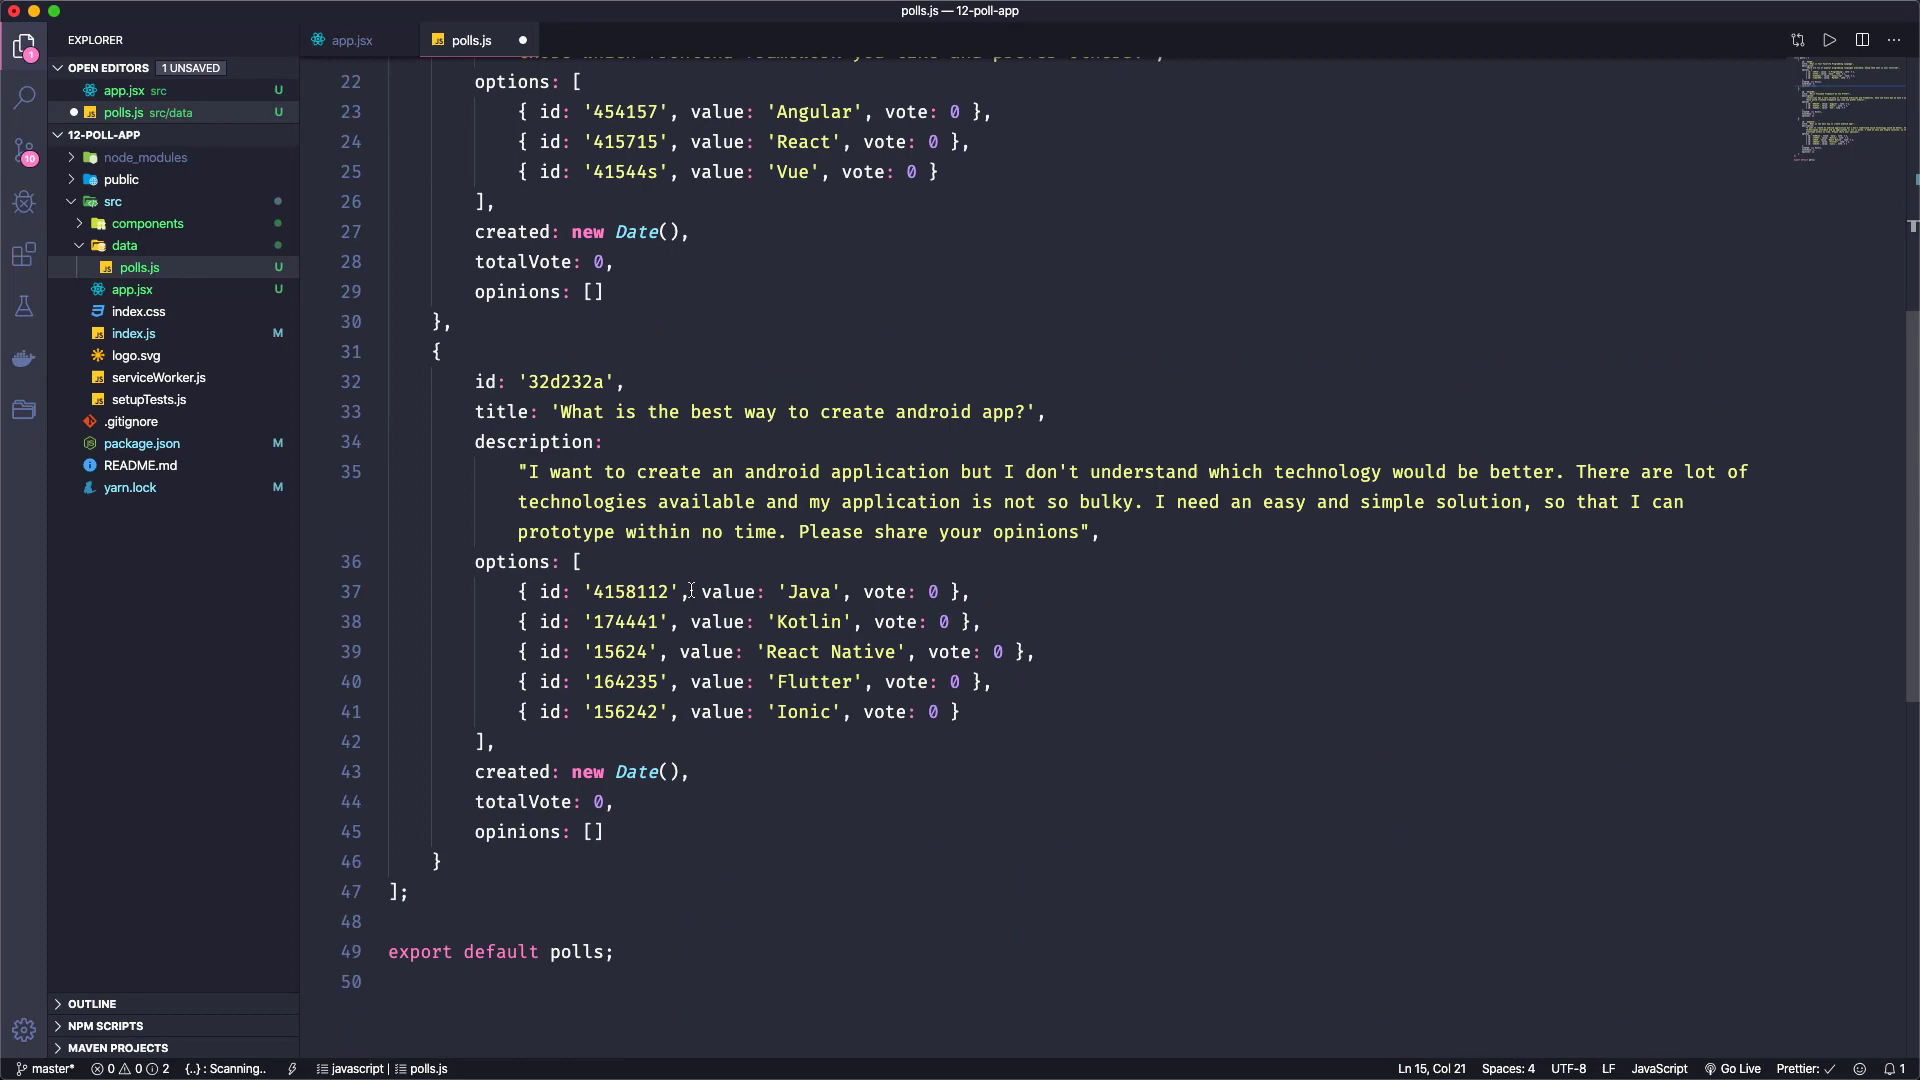 polls.js — 12-poll-app
EXPLORER
app.jsx
polls.js
OPEN EDITORS 1 UNSAVED
app.jsx src U
polls.js src/data U
12-POLL-APP
node_modules
public
src
components
data
polls.js U
app.jsx U
index.css
index.js M
logo.svg
serviceWorker.js
setupTests.js
.gitignore
package.json M
README.md
yarn.lock M
OUTLINE
NPM SCRIPTS
MAVEN PROJECTS
1
10
22 options: [
23 { id: '454157', value: 'Angular', vote: 0 },
24 { id: '415715', value: 'React', vote: 0 },
25 { id: '41544s', value: 'Vue', vote: 0 }
26 ],
27 created: new Date(),
28 totalVote: 0,
29 opinions: []
30 },
31 {
32 id: '32d232a',
33 title: 'What is the best way to create android app?',
34 description:
35 "I want to create an android application but I don't understand which technology would be better. There are lot of
technologies available and my application is not so bulky. I need an easy and simple solution, so that I can
prototype within no time. Please share your opinions",
36 options: [
37 { id: '4158112', value: 'Java', vote: 0 },
38 { id: '174441', value: 'Kotlin', vote: 0 },
39 { id: '15624', value: 'React Native', vote: 0 },
40 { id: '164235', value: 'Flutter', vote: 0 },
41 { id: '156242', value: 'Ionic', vote: 0 }
42 ],
43 created: new Date(),
44 totalVote: 0,
45 opinions: []
46 }
47 ];
48
49 export default polls;
50
master* 0 0 2 {..} : Scanning.. javascript | polls.js Ln 15, Col 21 Spaces: 4 UTF-8 LF JavaScript Go Live Prettier: ✓ 1